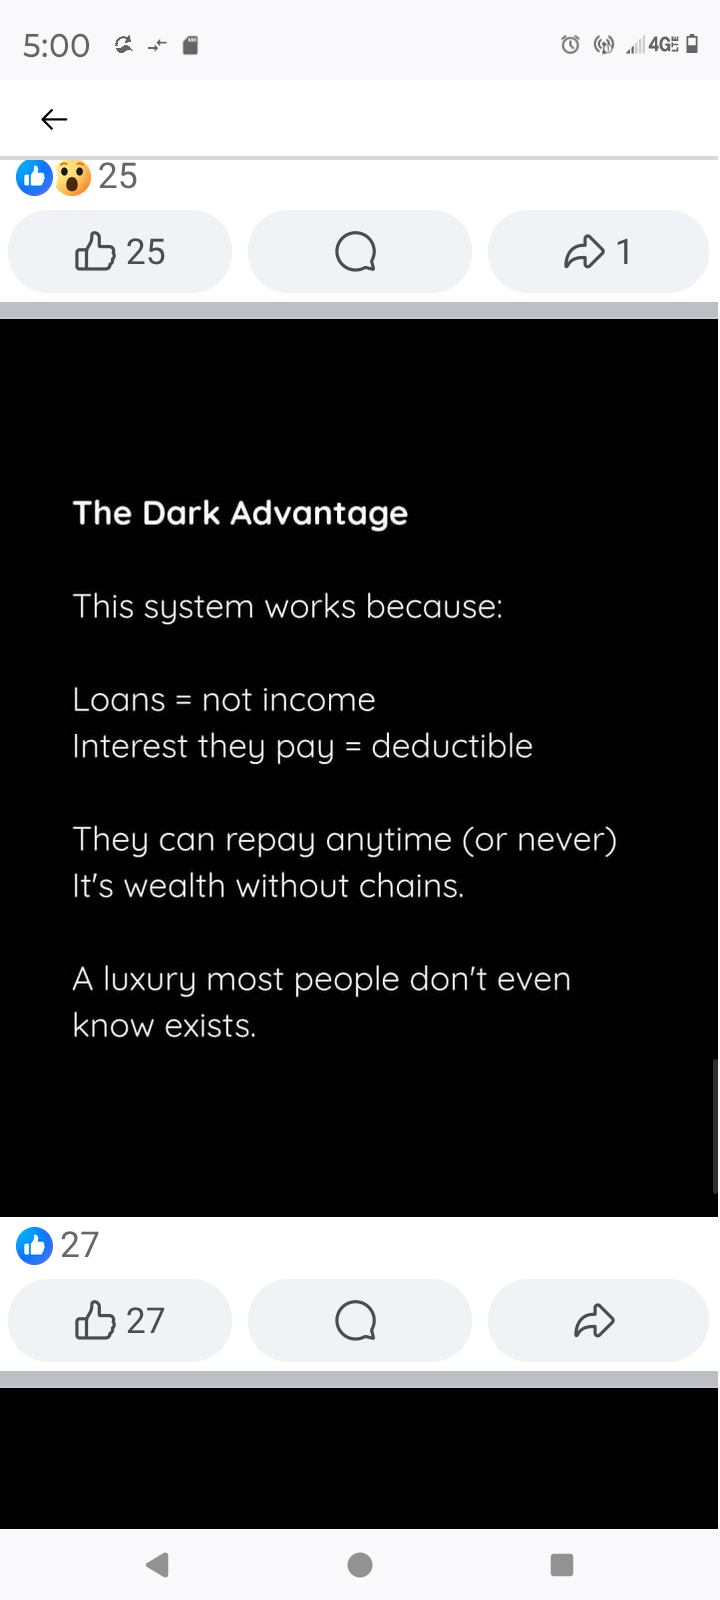 5:00
4G LTE
25
25
1
The Dark Advantage
This system works because:
Loans = not income
Interest they pay = deductible
They can repay anytime (or never)
It's wealth without chains.
A luxury most people don't even
know exists.
27
27